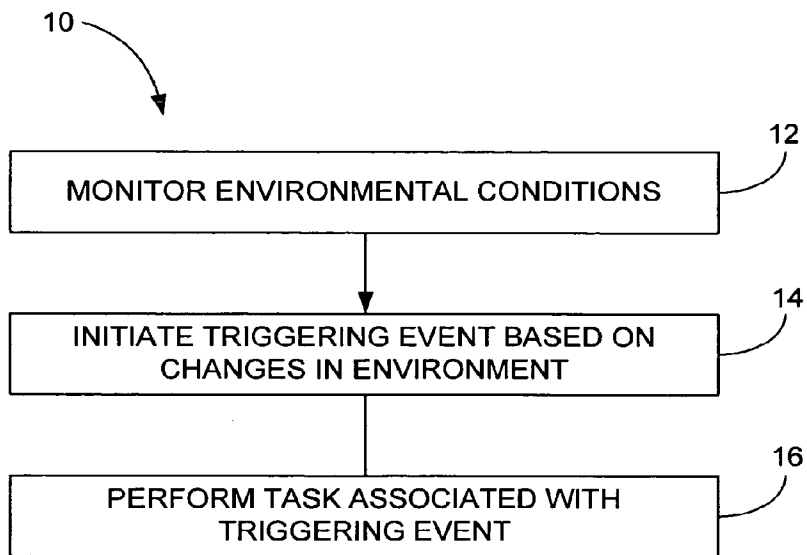 10
12
MONITOR ENVIRONMENTAL CONDITIONS
14
INITIATE TRIGGERING EVENT BASED ON
CHANGES IN ENVIRONMENT
16
PERFORM TASK ASSOCIATED WITH
TRIGGERING EVENT